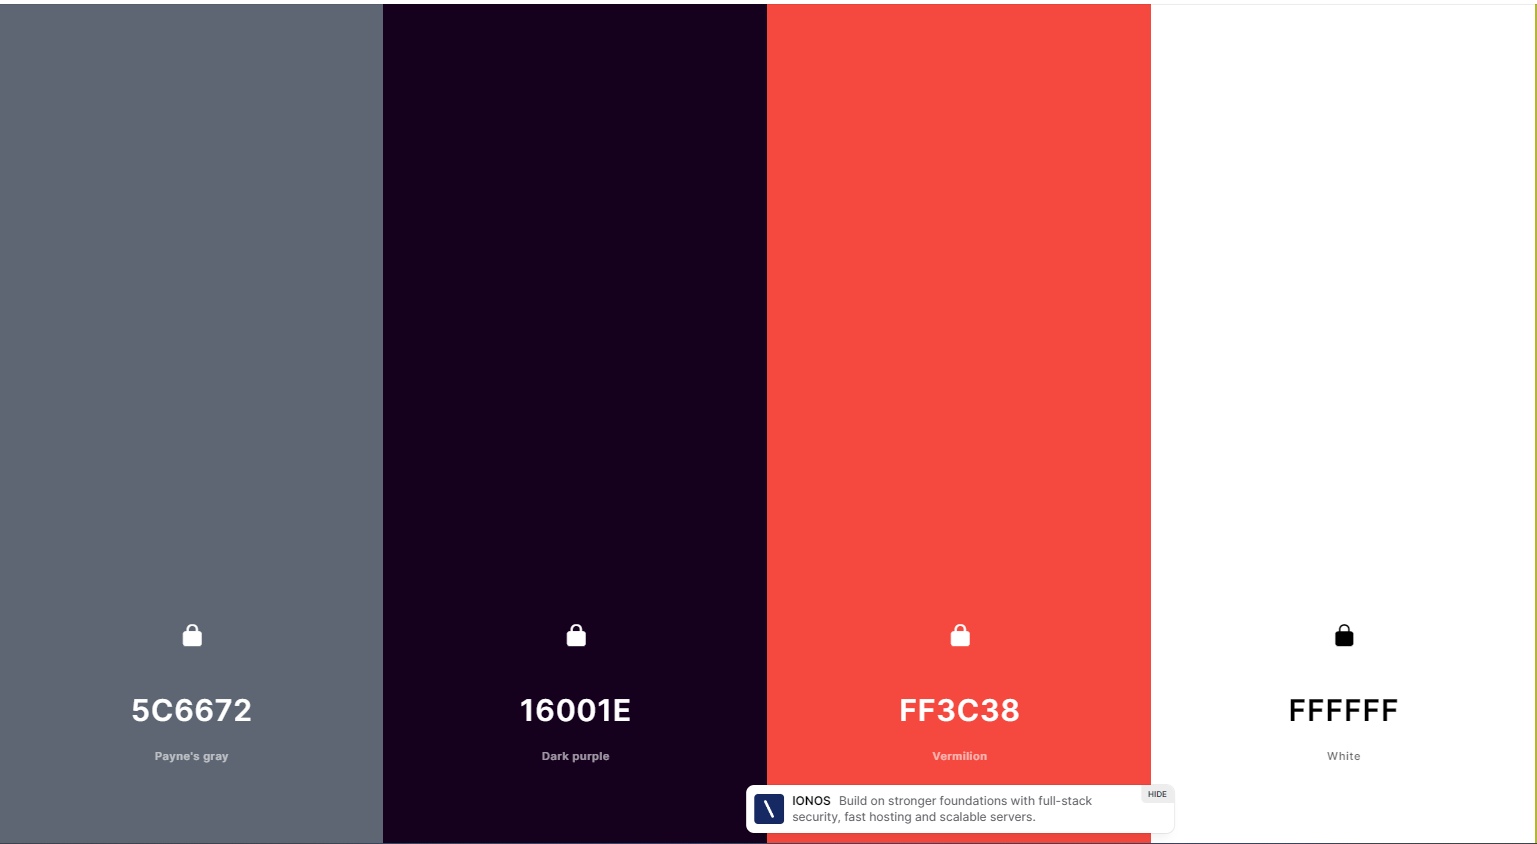 5C6672
Payne's gray
16001E
Dark purple
FF3C38
Vermilion
FFFFFF
White
IONOS Build on stronger foundations with full-stack
security, fast hosting and scalable servers.
HIDE